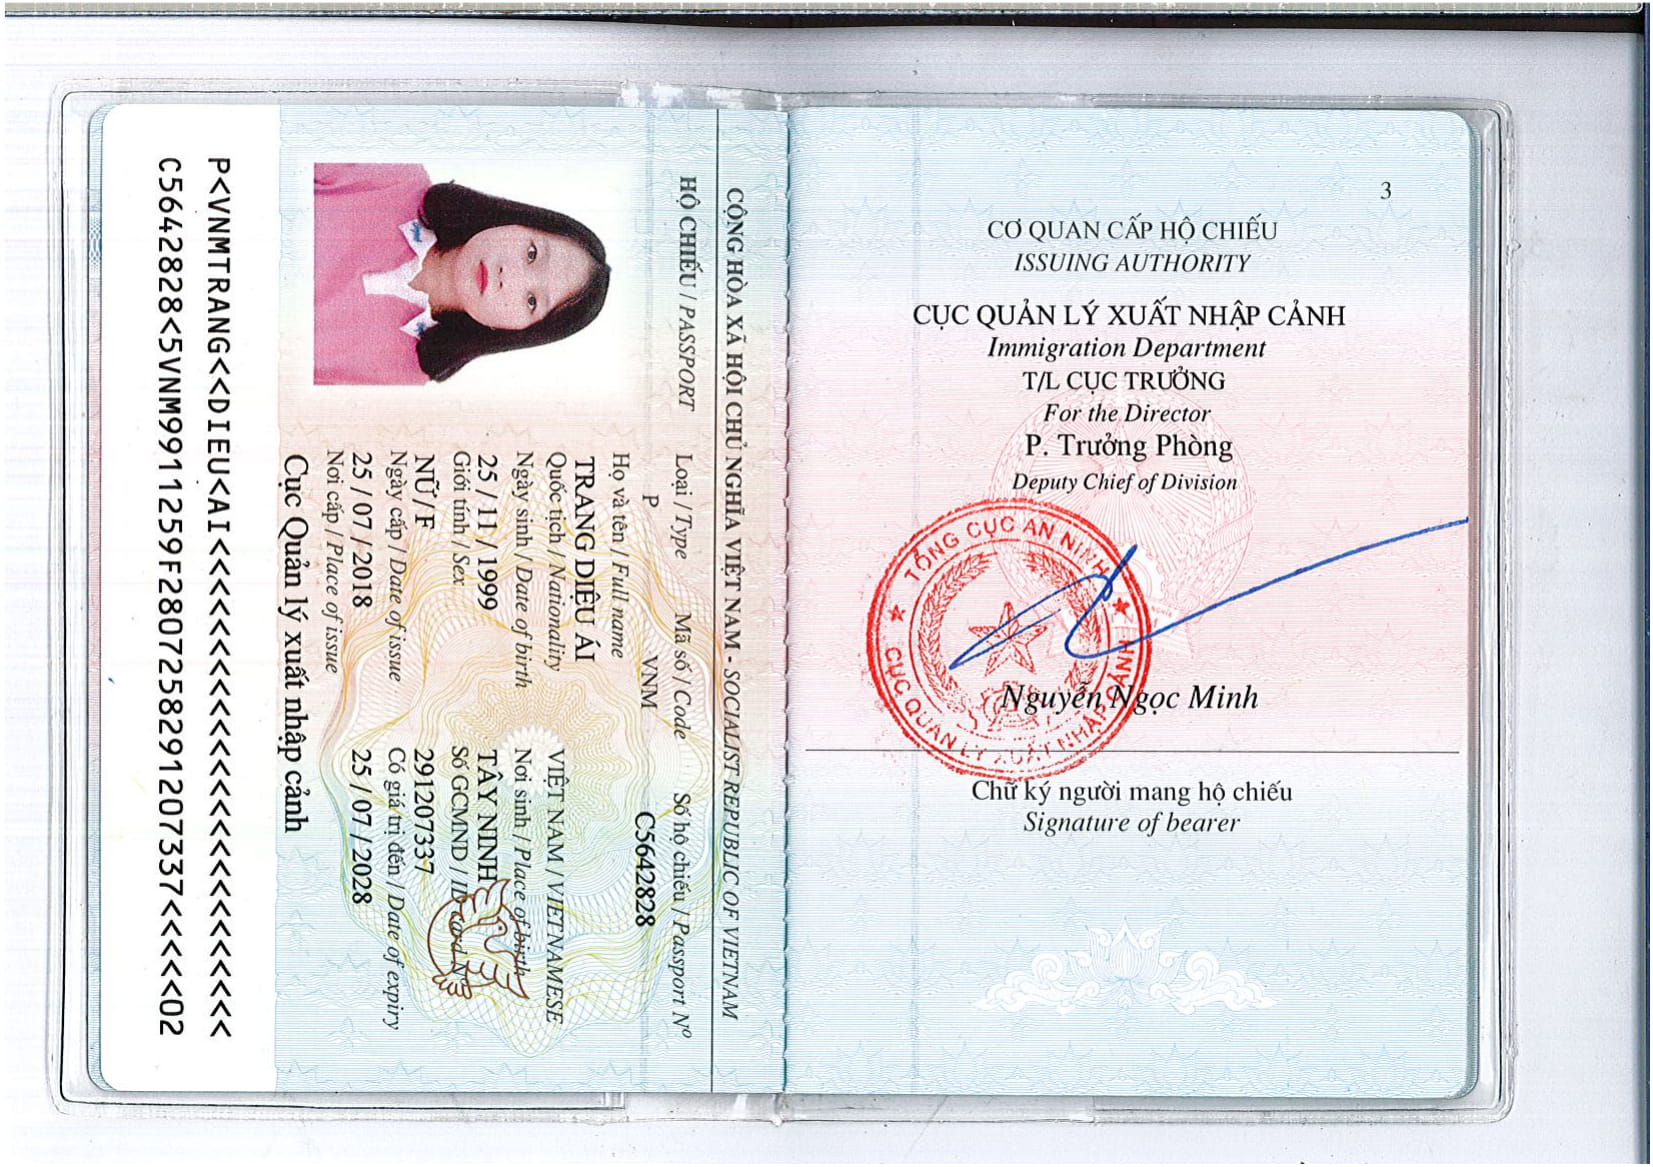 3
CƠ QUAN CẤP HỘ CHIẾU
ISSUING AUTHORITY
CỤC QUẢN LÝ XUẤT NHẬP CẢNH
Immigration Department
T/L CỤC TRƯỞNG
For the Director
P. Trưởng Phòng
Deputy Chief of Division
TỔNG CỤC AN NINH
CỤC QUẢN LÝ XUẤT NHẬP CẢNH
Nguyễn Ngọc Minh
Chữ ký người mang hộ chiếu
Signature of bearer
CỘNG HÒA XÃ HỘI CHỦ NGHĨA VIỆT NAM - SOCIALIST REPUBLIC OF VIETNAM
HỘ CHIẾU / PASSPORT Loại / Type Mã số / Code Số hộ chiếu / Passport Nº
P VNM C5642828
Họ và tên / Full name
TRANG DIỆU ÁI
Quốc tịch / Nationality VIỆT NAM / VIETNAMESE
Ngày sinh / Date of birth Nơi sinh / Place of birth
25 / 11 / 1999 TÂY NINH
Giới tính / Sex Số GCMND / ID card Nº
NỮ / F 291207337
Ngày cấp / Date of issue Có giá trị đến / Date of expiry
25 / 07 / 2018 25 / 07 / 2028
Nơi cấp / Place of issue
Cục Quản lý xuất nhập cảnh
P<VNMTRANG<<DIEU<AI<<<<<<<<<<<<<<<<<<<<<<<<<
C5642828<5VNM9911259F2807258291207337<<<<<02